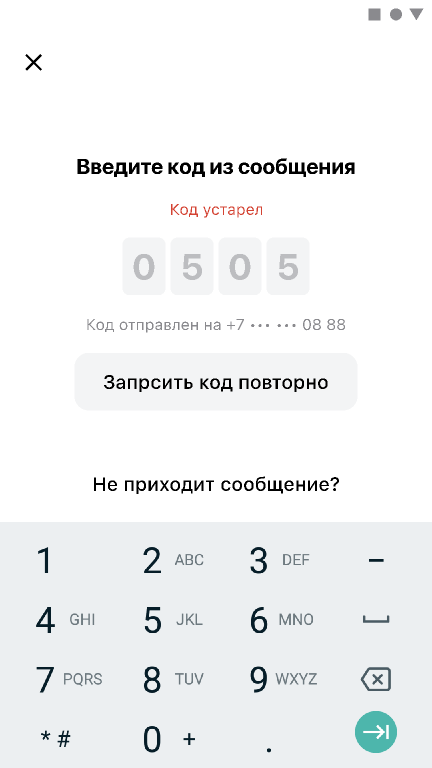 Введите код из сообщения
Код устарел
0 5 0 5
Код отправлен на +7 ••• ••• 08 88
Запрсить код повторно
Не приходит сообщение?
1 2 ABC 3 DEF –
4 GHI 5 JKL 6 MNO
7 PQRS 8 TUV 9 WXYZ
* # 0 + .